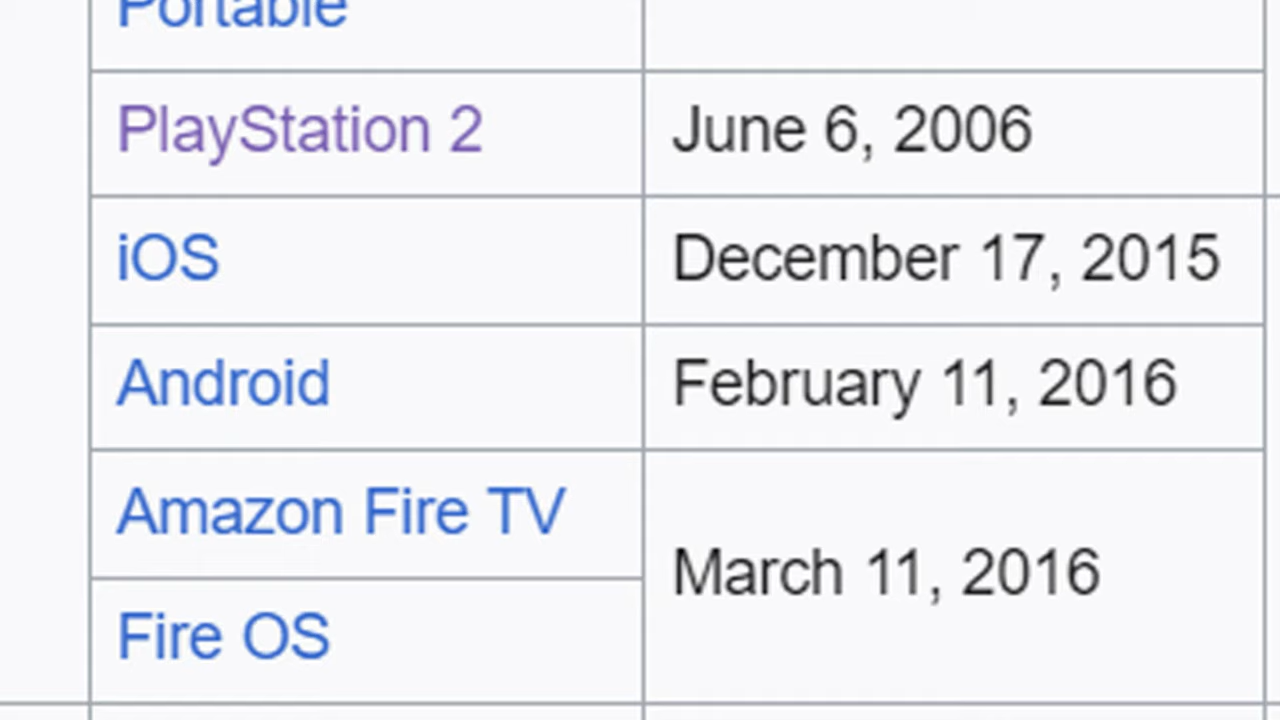 Portable
PlayStation 2 June 6, 2006
iOS December 17, 2015
Android February 11, 2016
Amazon Fire TV
March 11, 2016
Fire OS